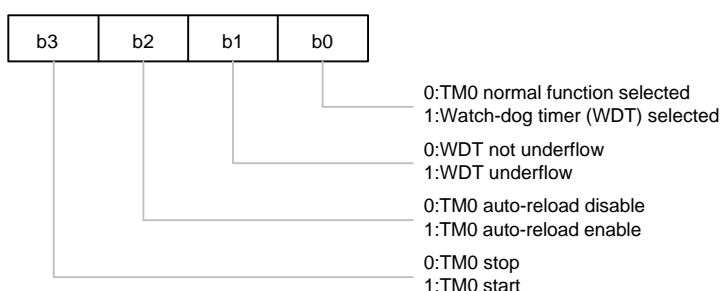 b3 b2 b1 b0
0:TM0 normal function selected
1:Watch-dog timer (WDT) selected
0:WDT not underflow
1:WDT underflow
0:TM0 auto-reload disable
1:TM0 auto-reload enable
0:TM0 stop
1:TM0 start